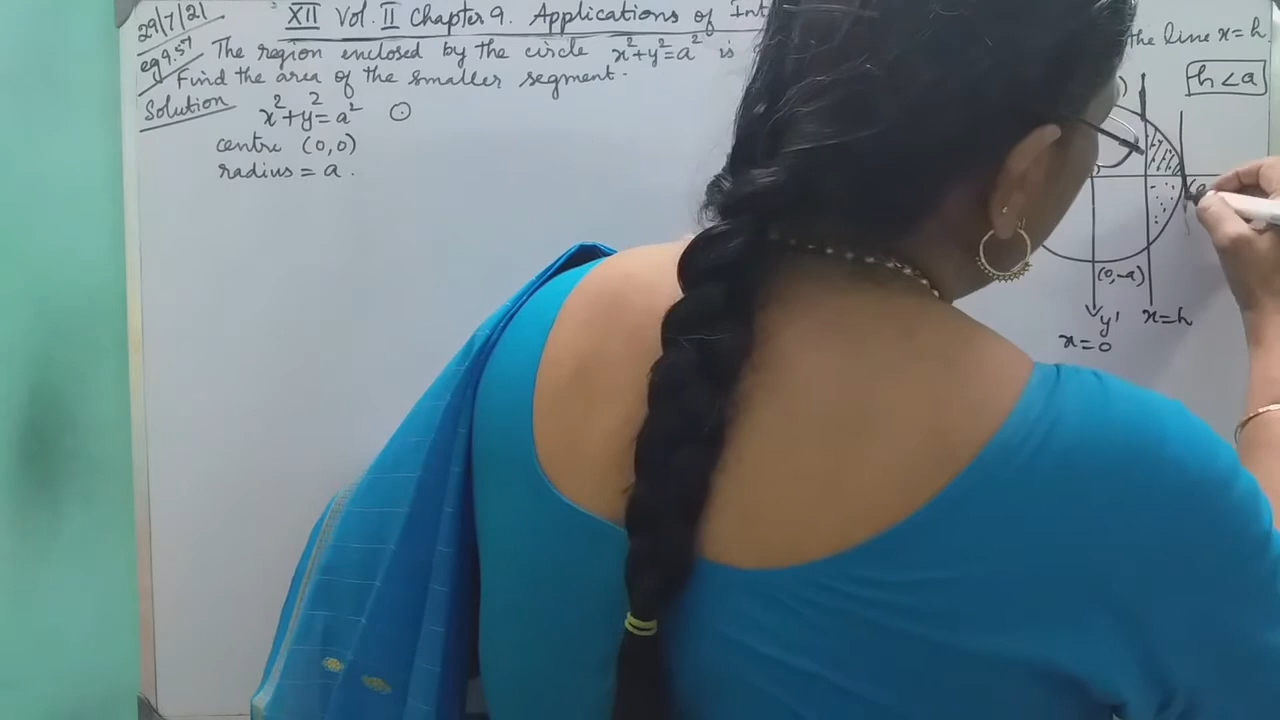 29/7/21
XII Vol. II Chapter 9. Applications of Int
eg 9.57 The region enclosed by the circle x²+y²=a² is
the line x=h
Find the area of the smaller segment.
h<a
Solution
x²+y²=a²
centre (0,0)
radius = a.
(0,-a)
y'
x=h
x=0